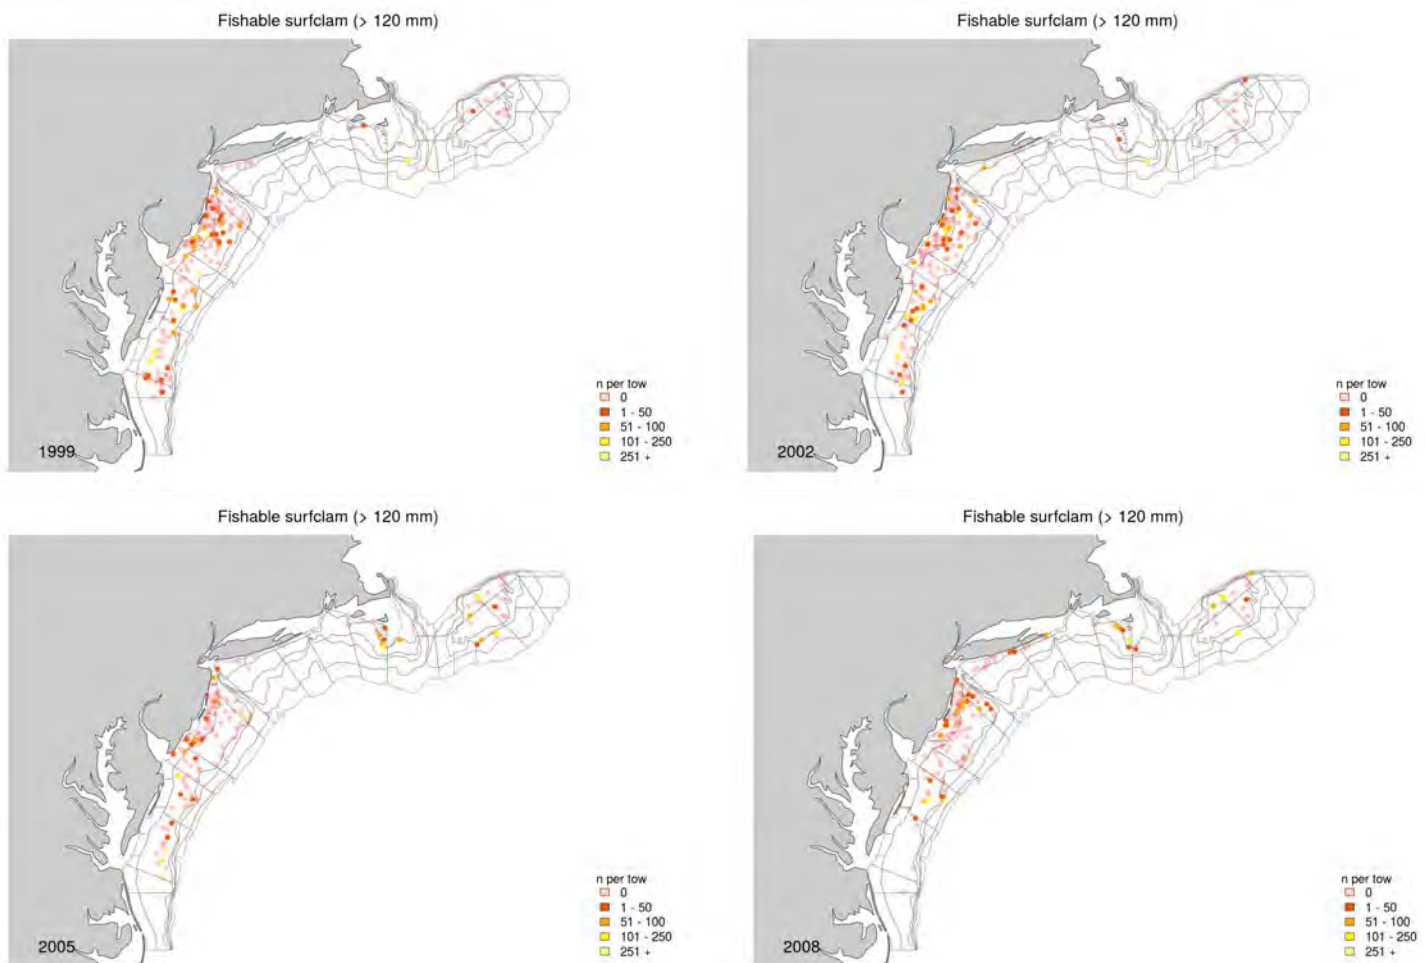 Fishable surfclam (> 120 mm)
n per tow
0
1 - 50
51 - 100
101 - 250
251 +
1999
Fishable surfclam (> 120 mm)
n per tow
0
1 - 50
51 - 100
101 - 250
251 +
2002
Fishable surfclam (> 120 mm)
n per tow
0
1 - 50
51 - 100
101 - 250
251 +
2005
Fishable surfclam (> 120 mm)
n per tow
0
1 - 50
51 - 100
101 - 250
251 +
2008